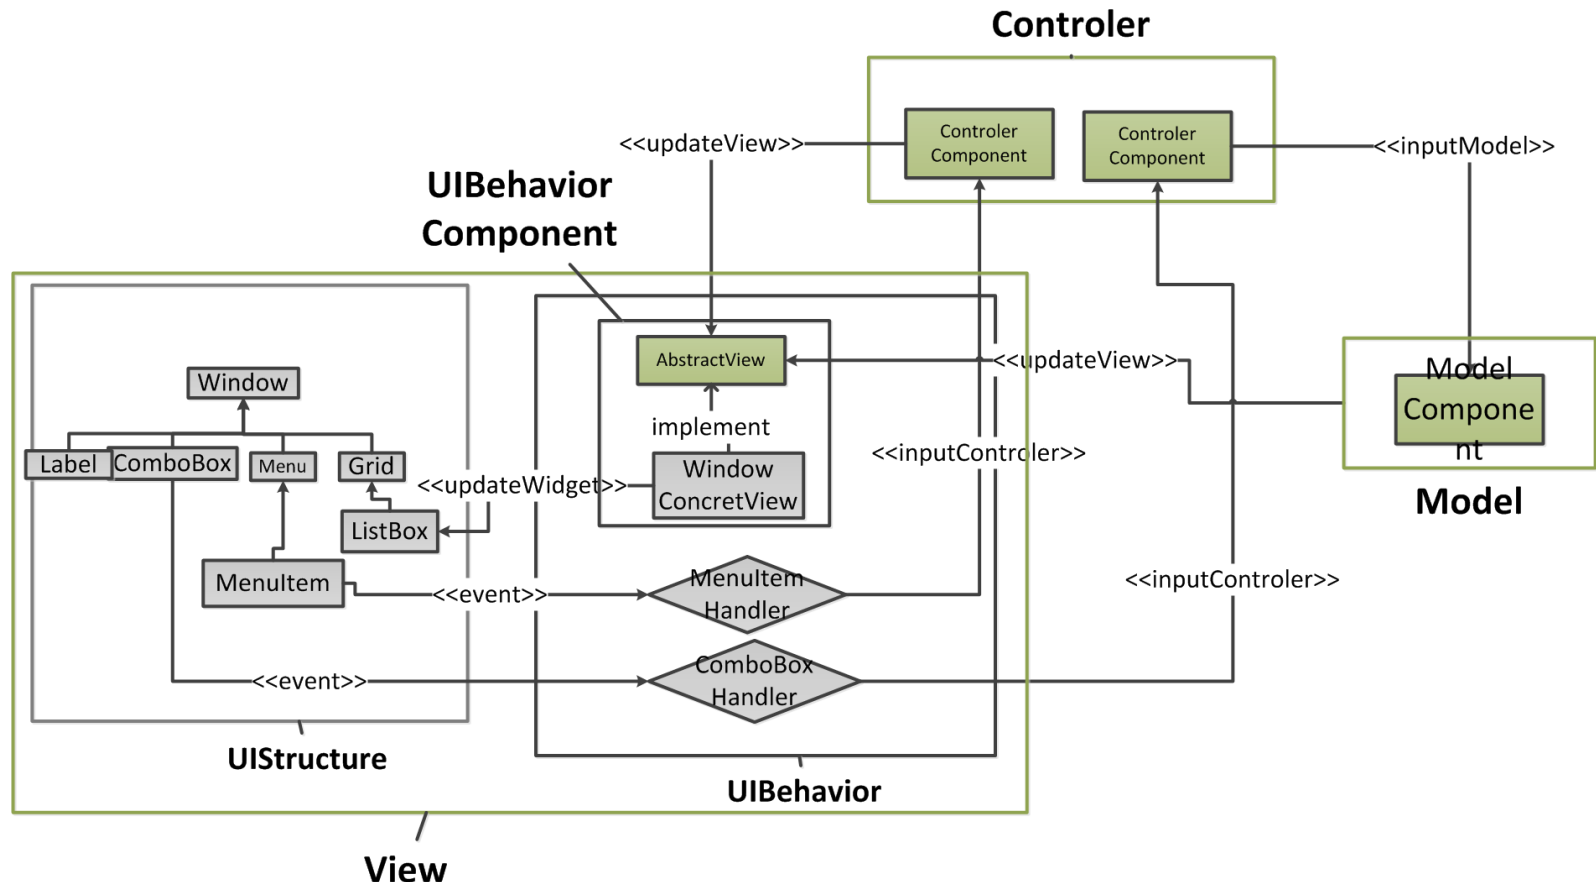 Controler
Controler
Component
Controler
Component
<<updateView>>
<<inputModel>>
UIBehavior
Component
AbstractView
<<updateView>>
Model
Compone
nt
Model
Window
implement
Label
ComboBox
Menu
Grid
<<inputControler>>
<<updateWidget>>
Window
ConcretView
ListBox
MenuItem
<<event>>
MenuItem
Handler
<<inputControler>>
<<event>>
ComboBox
Handler
UIStructure
UIBehavior
View